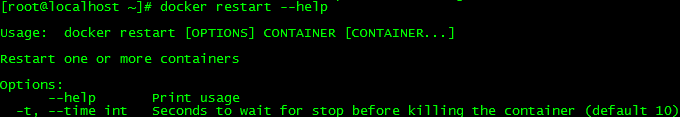 [root@localhost ~]# docker restart --help
Usage:  docker restart [OPTIONS] CONTAINER [CONTAINER...]
Restart one or more containers
Options:
      --help       Print usage
  -t, --time int   Seconds to wait for stop before killing the container (default 10)